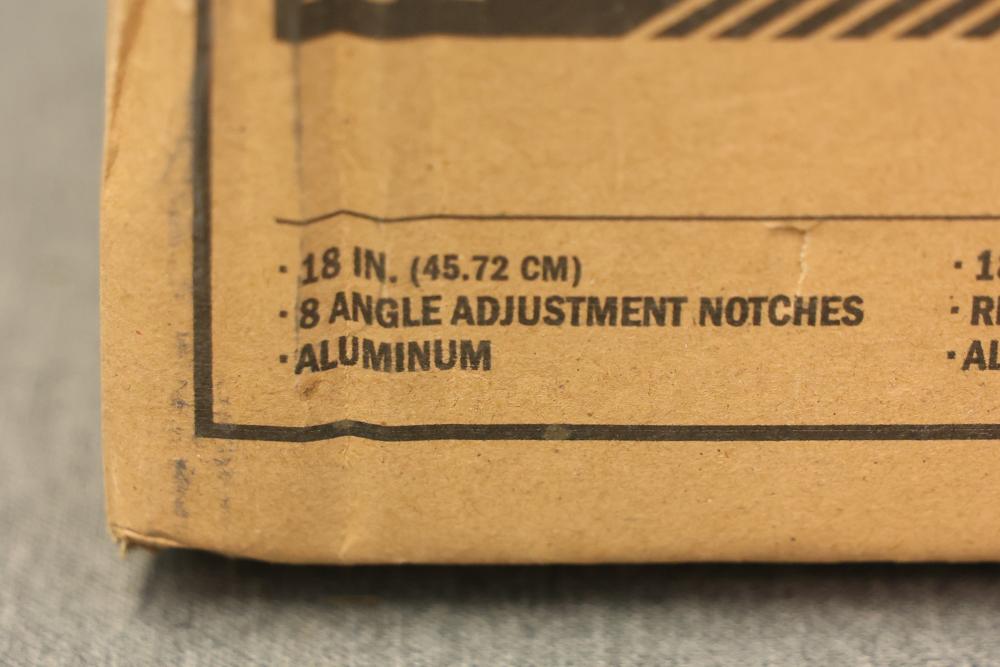 · 18 IN. (45.72 CM)
· 8 ANGLE ADJUSTMENT NOTCHES
· ALUMINUM